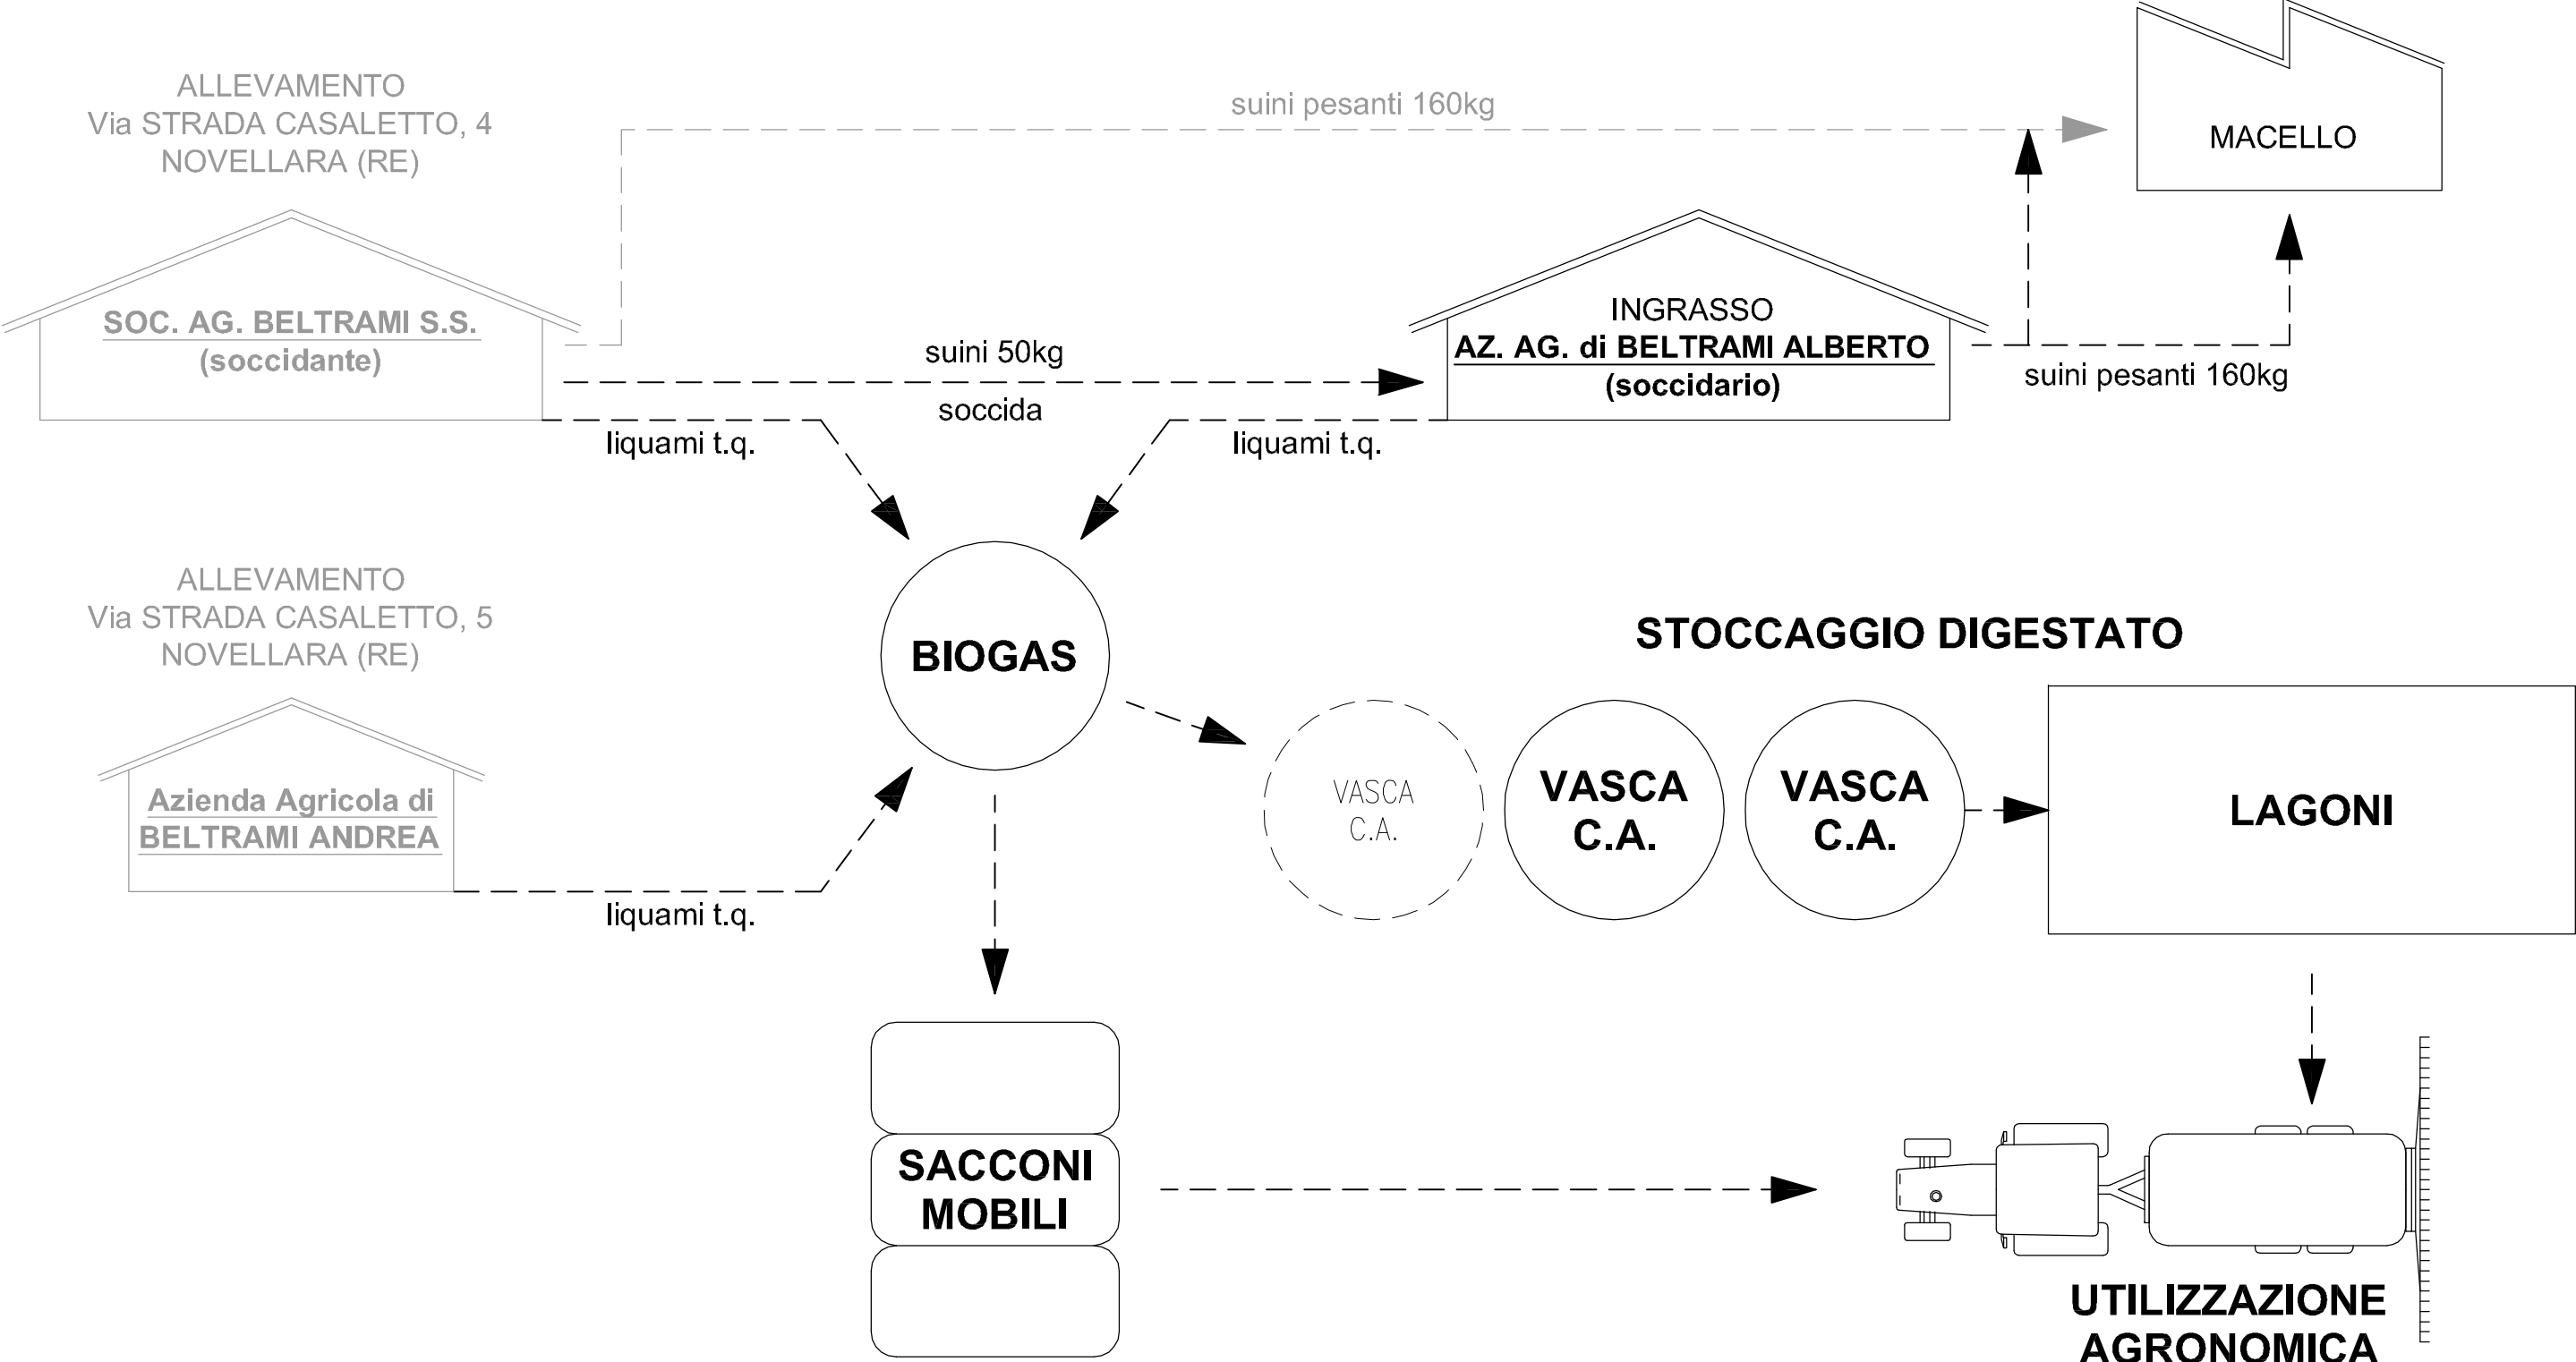 ALLEVAMENTO
Via STRADA CASALETTO, 4
NOVELLARA (RE)
suini pesanti 160kg
MACELLO
SOC. AG. BELTRAMI S.S.
(soccidante)
suini 50kg
soccida
INGRASSO
AZ. AG. di BELTRAMI ALBERTO
(soccidario)
suini pesanti 160kg
liquami t.q.
liquami t.q.
ALLEVAMENTO
Via STRADA CASALETTO, 5
NOVELLARA (RE)
BIOGAS
STOCCAGGIO DIGESTATO
Azienda Agricola di
BELTRAMI ANDREA
VASCA
C.A.
VASCA
C.A.
VASCA
C.A.
LAGONI
liquami t.q.
SACCONI
MOBILI
UTILIZZAZIONE
AGRONOMICA